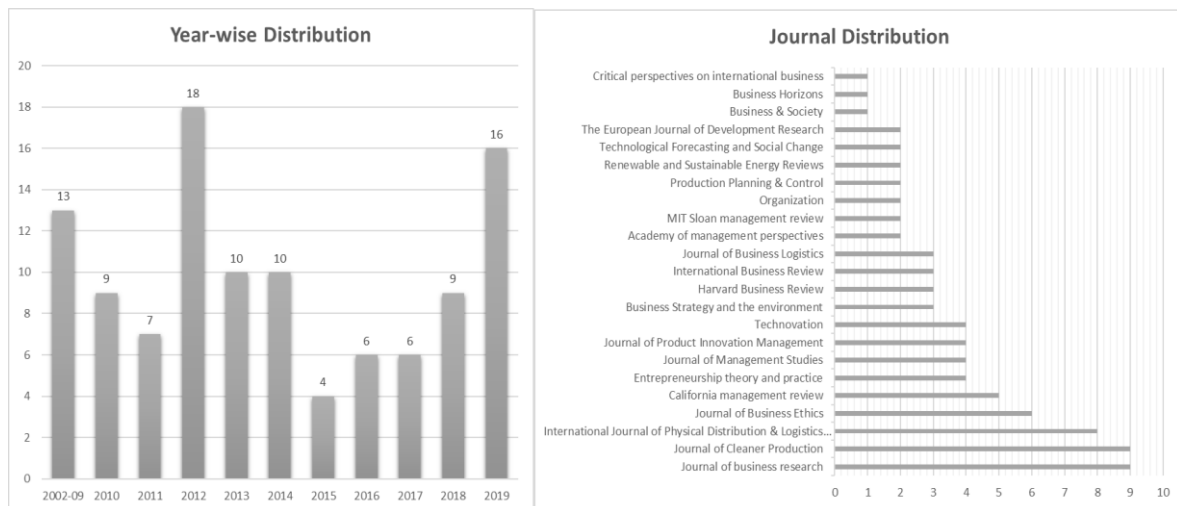 Year-wise Distribution
20
18
16
14
12
10
8
6
4
2
0
13
9
7
18
10
10
4
6
6
9
16
2002-09 2010 2011 2012 2013 2014 2015 2016 2017 2018 2019
Journal Distribution
Critical perspectives on international business
Business Horizons
Business & Society
The European Journal of Development Research
Technological Forecasting and Social Change
Renewable and Sustainable Energy Reviews
Production Planning & Control
Organization
MIT Sloan management review
Academy of management perspectives
Journal of Business Logistics
International Business Review
Harvard Business Review
Business Strategy and the environment
Technovation
Journal of Product Innovation Management
Journal of Management Studies
Entrepreneurship theory and practice
California management review
Journal of Business Ethics
International Journal of Physical Distribution & Logistics...
Journal of Cleaner Production
Journal of business research
0 1 2 3 4 5 6 7 8 9 10